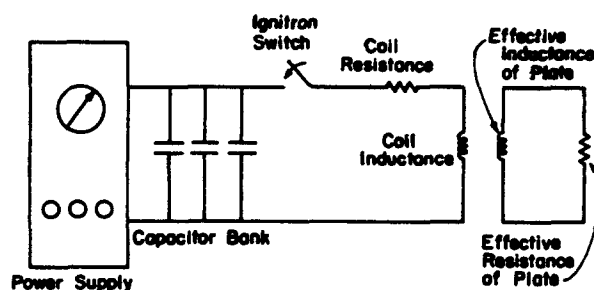 Ignitron
Switch
Coil
Resistance
Effective
Inductance
of Plate
Coil
Inductance
Capacitor Bank
Power Supply
Effective
Resistance
of Plate